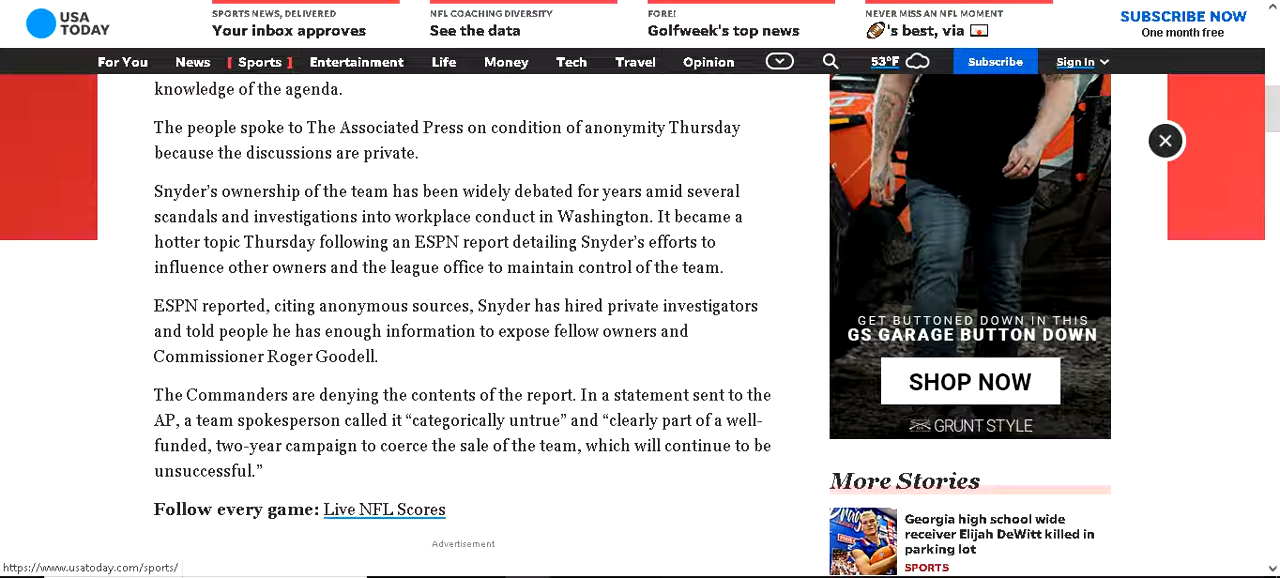 USA
TODAY
SPORTS NEWS, DELIVERED
Your inbox approves
NFL COACHING DIVERSITY
See the data
FORE!
Golfweek's top news
NEVER MISS AN NFL MOMENT
🏈's best, via 💌
SUBSCRIBE NOW
One month free
For You News [ Sports ] Entertainment Life Money Tech Travel Opinion 53°F Subscribe Sign In
knowledge of the agenda.
The people spoke to The Associated Press on condition of anonymity Thursday
because the discussions are private.
Snyder’s ownership of the team has been widely debated for years amid several
scandals and investigations into workplace conduct in Washington. It became a
hotter topic Thursday following an ESPN report detailing Snyder’s efforts to
influence other owners and the league office to maintain control of the team.
ESPN reported, citing anonymous sources, Snyder has hired private investigators
and told people he has enough information to expose fellow owners and
Commissioner Roger Goodell.
The Commanders are denying the contents of the report. In a statement sent to the
AP, a team spokesperson called it “categorically untrue” and “clearly part of a well-
funded, two-year campaign to coerce the sale of the team, which will continue to be
unsuccessful.”
Follow every game: Live NFL Scores
Advertisement
GET BUTTONED DOWN IN THIS
GS GARAGE BUTTON DOWN
SHOP NOW
GRUNT STYLE
More Stories
Georgia high school wide
receiver Elijah DeWitt killed in
parking lot
SPORTS
https://www.usatoday.com/sports/